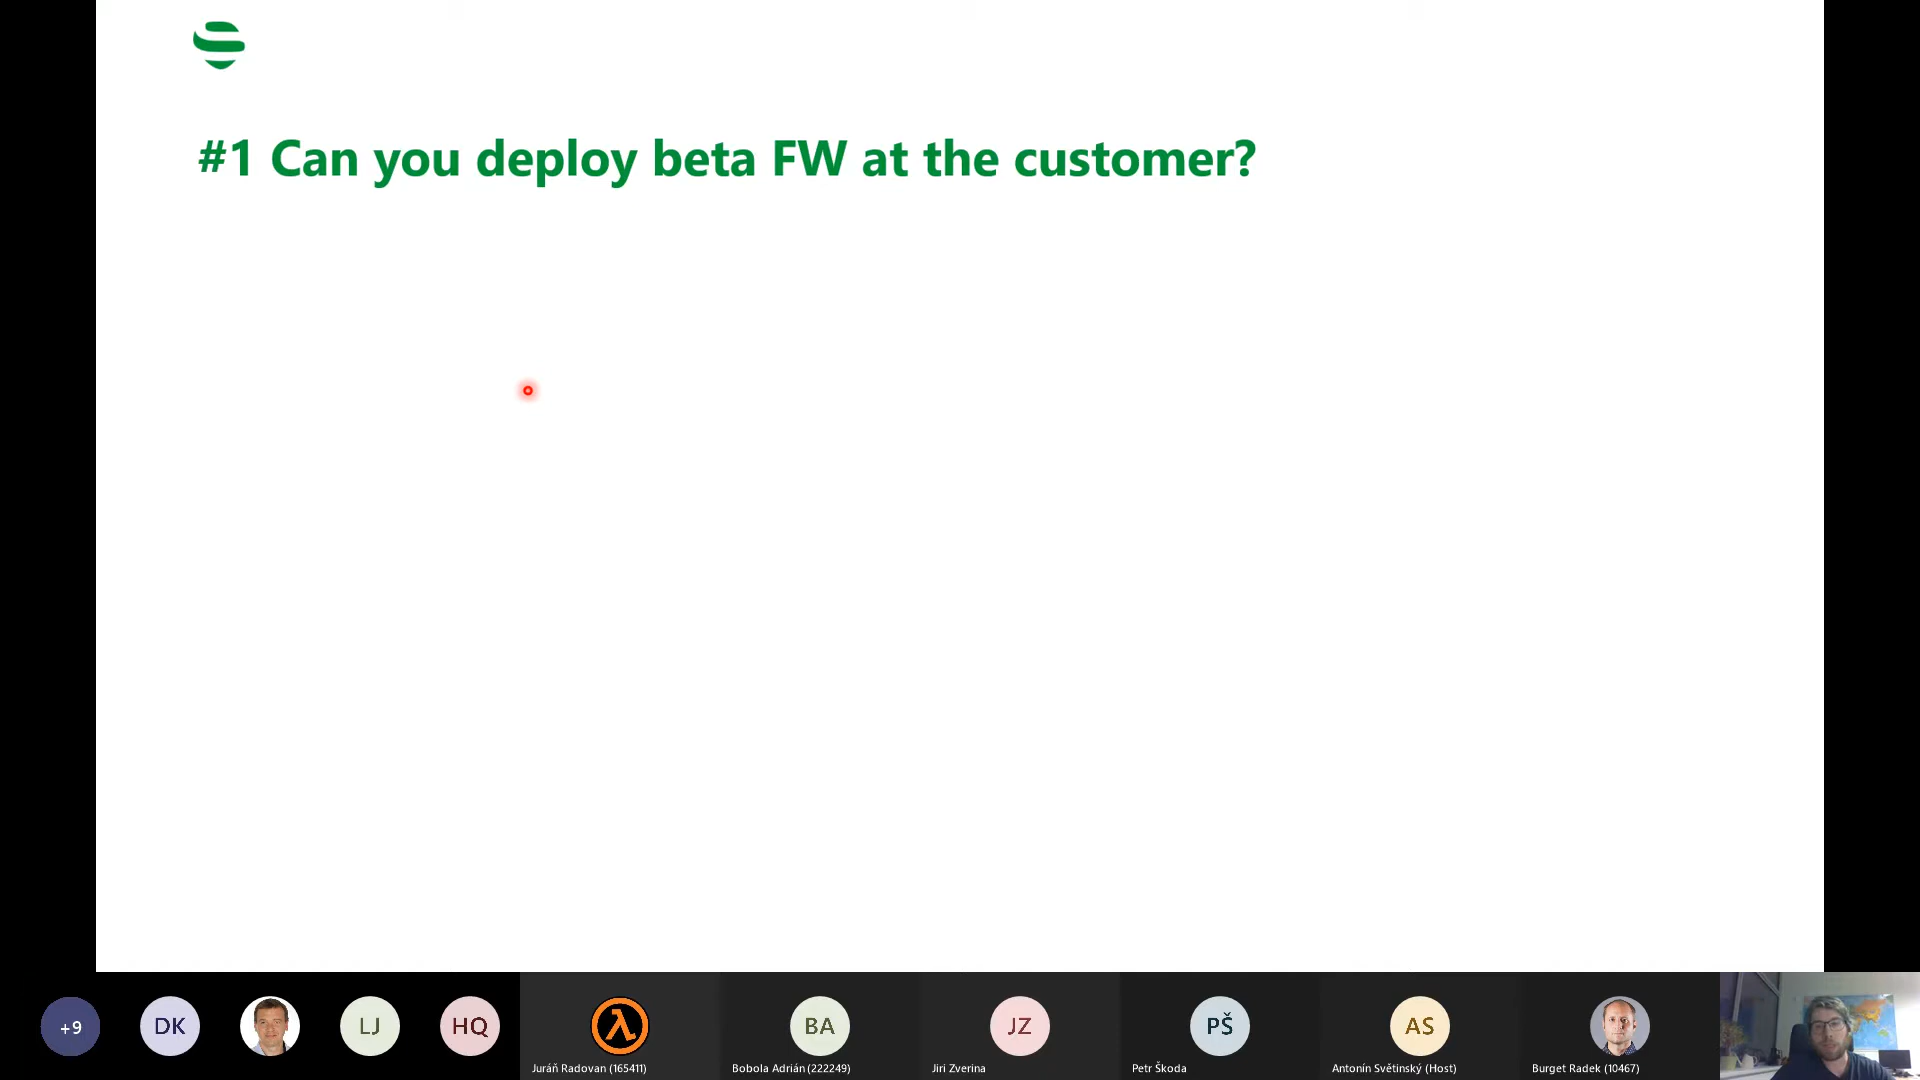 #1 Can you deploy beta FW at the customer?
+9
DK
LJ
HQ
BA
JZ
PŠ
AS
Juráň Radovan (165411)
Bobola Adrián (222249)
Jiri Zverina
Petr Škoda
Antonín Světinský (Host)
Burget Radek (10467)